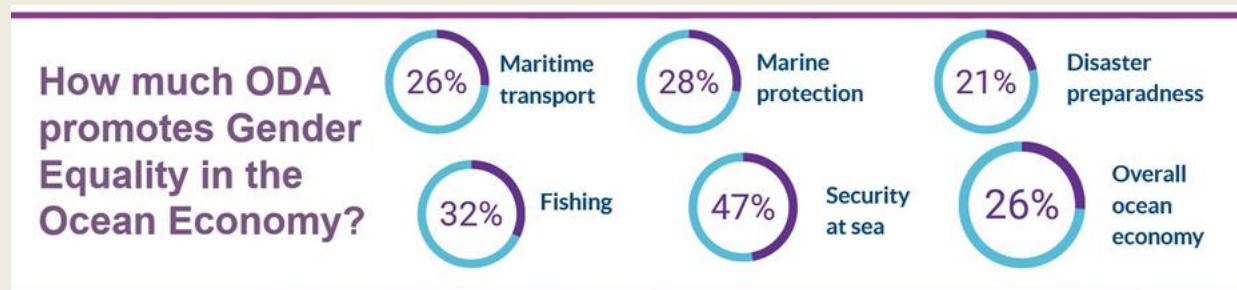 How much ODA
promotes Gender
Equality in the
Ocean Economy?
26%
Maritime
transport
28%
Marine
protection
21%
Disaster
preparadness
32%
Fishing
47%
Security
at sea
26%
Overall
ocean
economy